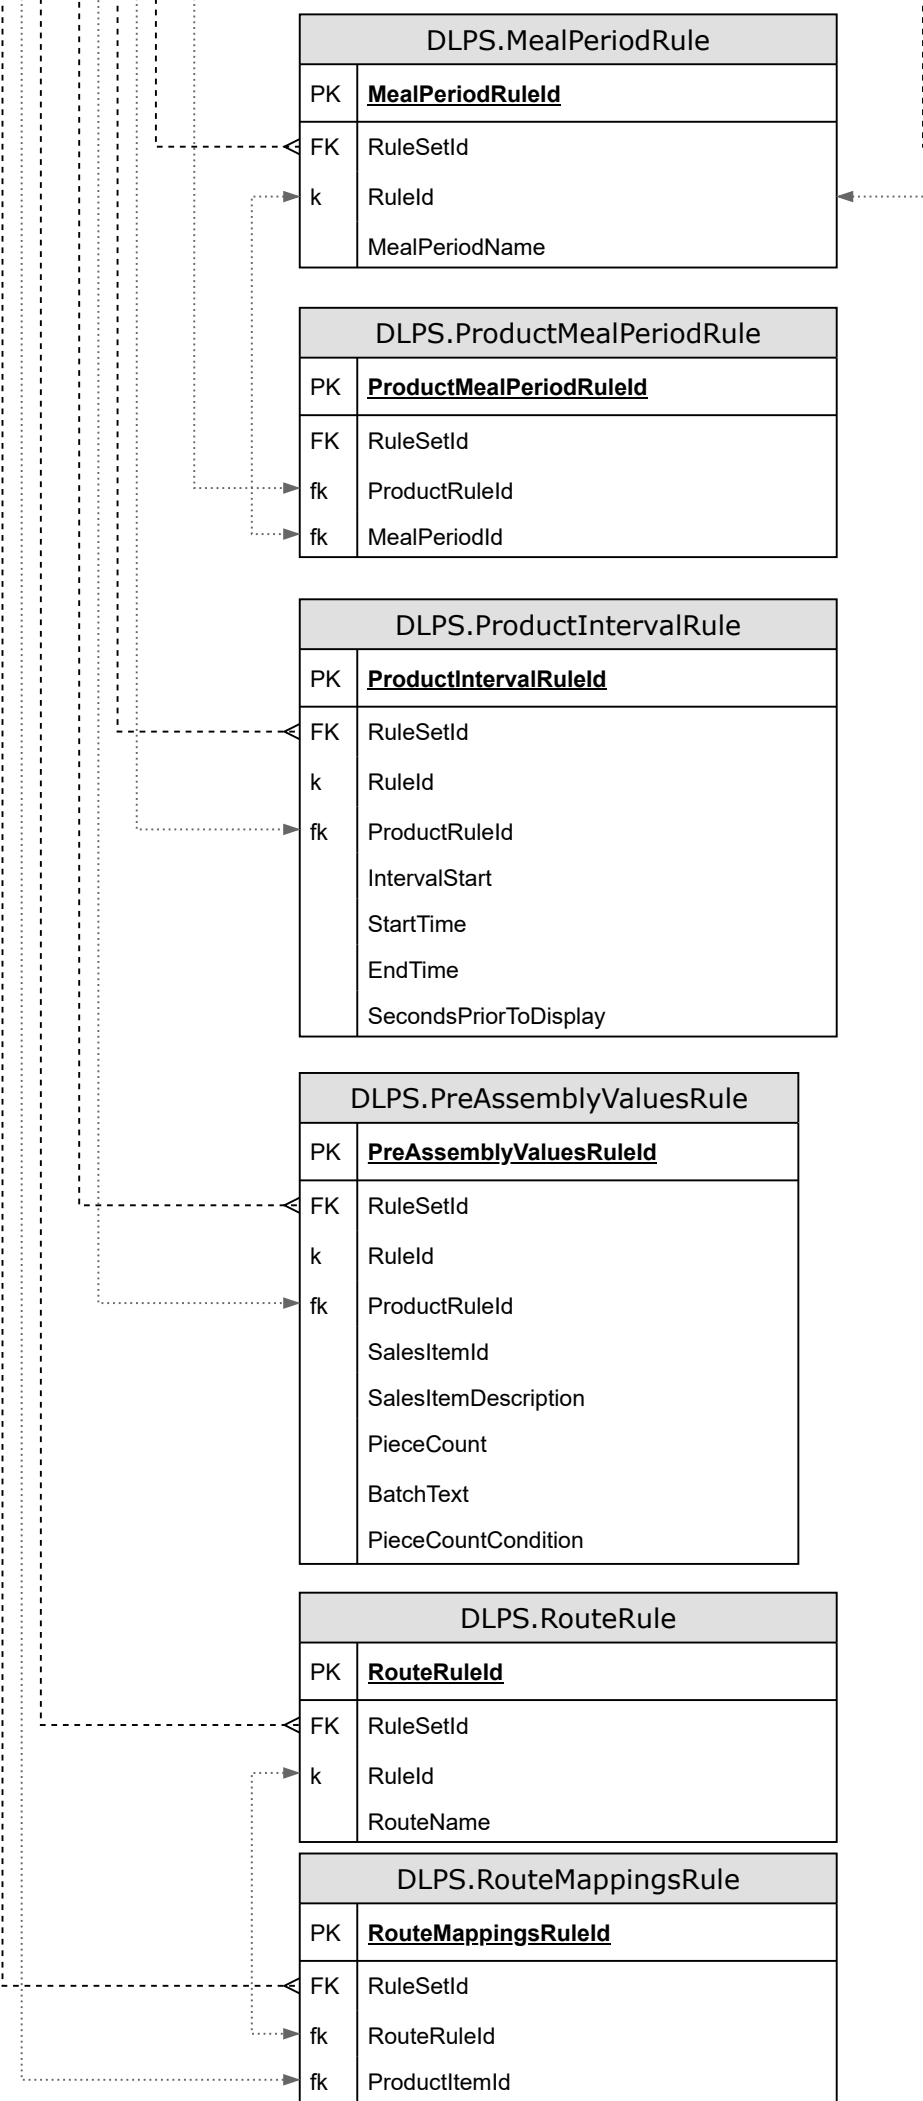 DLPS.MealPeriodRule
PK MealPeriodRuleId
FK RuleSetId
k RuleId
MealPeriodName
DLPS.ProductMealPeriodRule
PK ProductMealPeriodRuleId
FK RuleSetId
fk ProductRuleId
fk MealPeriodId
DLPS.ProductIntervalRule
PK ProductIntervalRuleId
FK RuleSetId
k RuleId
fk ProductRuleId
IntervalStart
StartTime
EndTime
SecondsPriorToDisplay
DLPS.PreAssemblyValuesRule
PK PreAssemblyValuesRuleId
FK RuleSetId
k RuleId
fk ProductRuleId
SalesItemId
SalesItemDescription
PieceCount
BatchText
PieceCountCondition
DLPS.RouteRule
PK RouteRuleId
FK RuleSetId
k RuleId
RouteName
DLPS.RouteMappingsRule
PK RouteMappingsRuleId
FK RuleSetId
fk RouteRuleId
fk ProductItemId